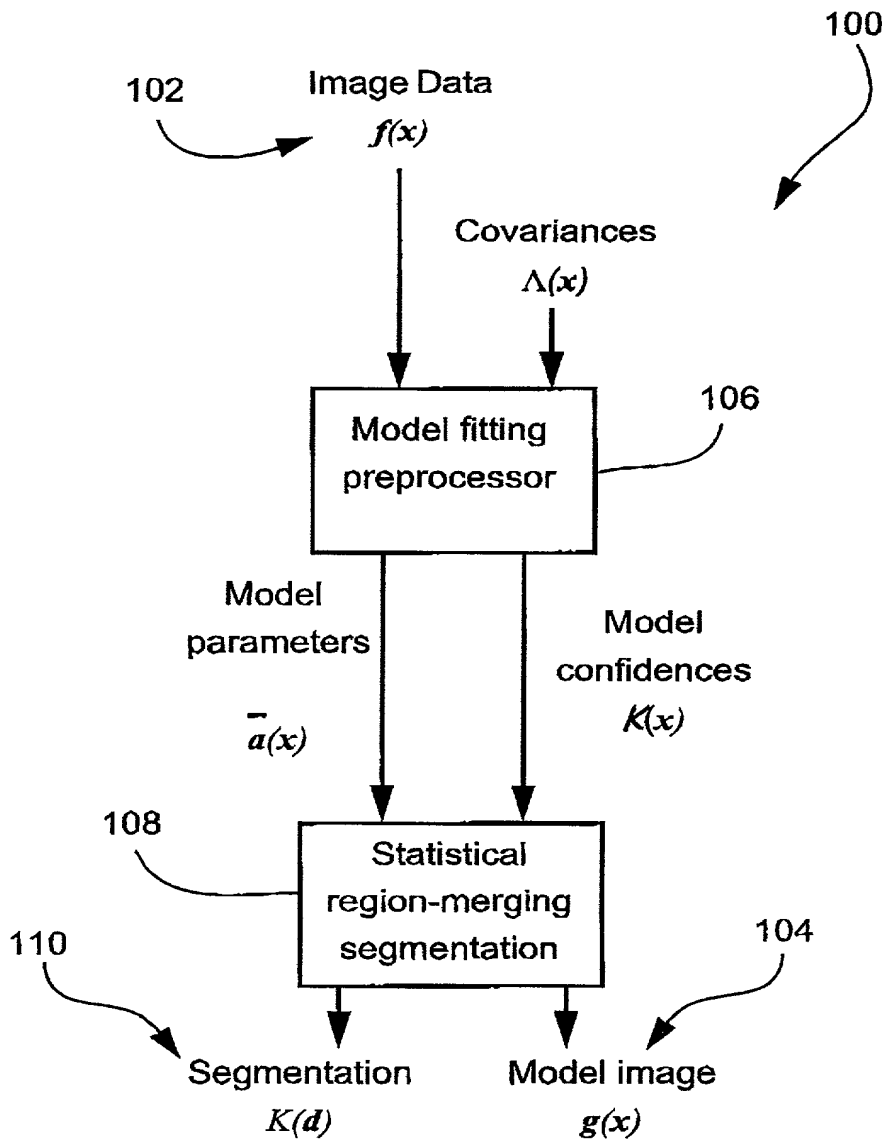 100
102
Image Data
f(x)
Covariances
Λ(x)
106
Model fitting
preprocessor
Model
parameters
a̅(x)
Model
confidences
K(x)
108
Statistical
region-merging
segmentation
110
104
Segmentation
K(d)
Model image
g(x)